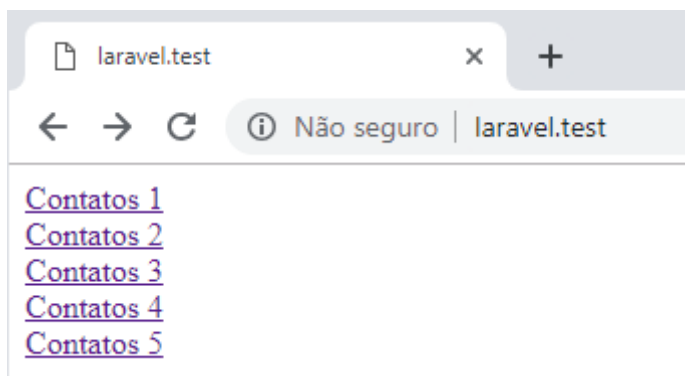 laravel.test
Não seguro | laravel.test
Contatos 1
Contatos 2
Contatos 3
Contatos 4
Contatos 5